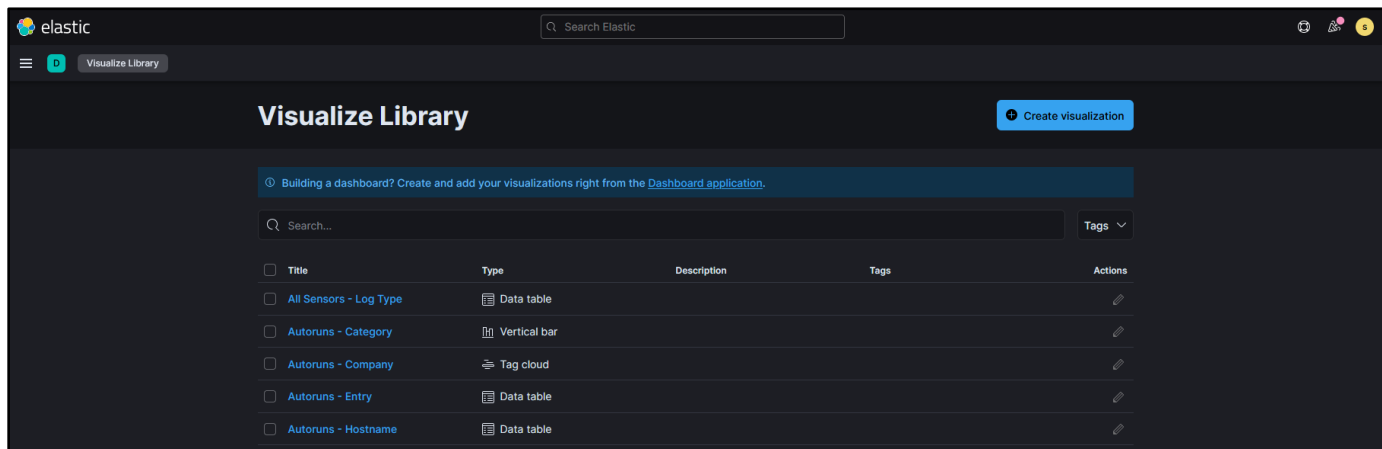 elastic
Search Elastic
s
D
Visualize Library
Visualize Library
Create visualization
Building a dashboard? Create and add your visualizations right from the Dashboard application.
Search...
Tags
Title Type Description Tags Actions
All Sensors - Log Type Data table
Autoruns - Category Vertical bar
Autoruns - Company Tag cloud
Autoruns - Entry Data table
Autoruns - Hostname Data table